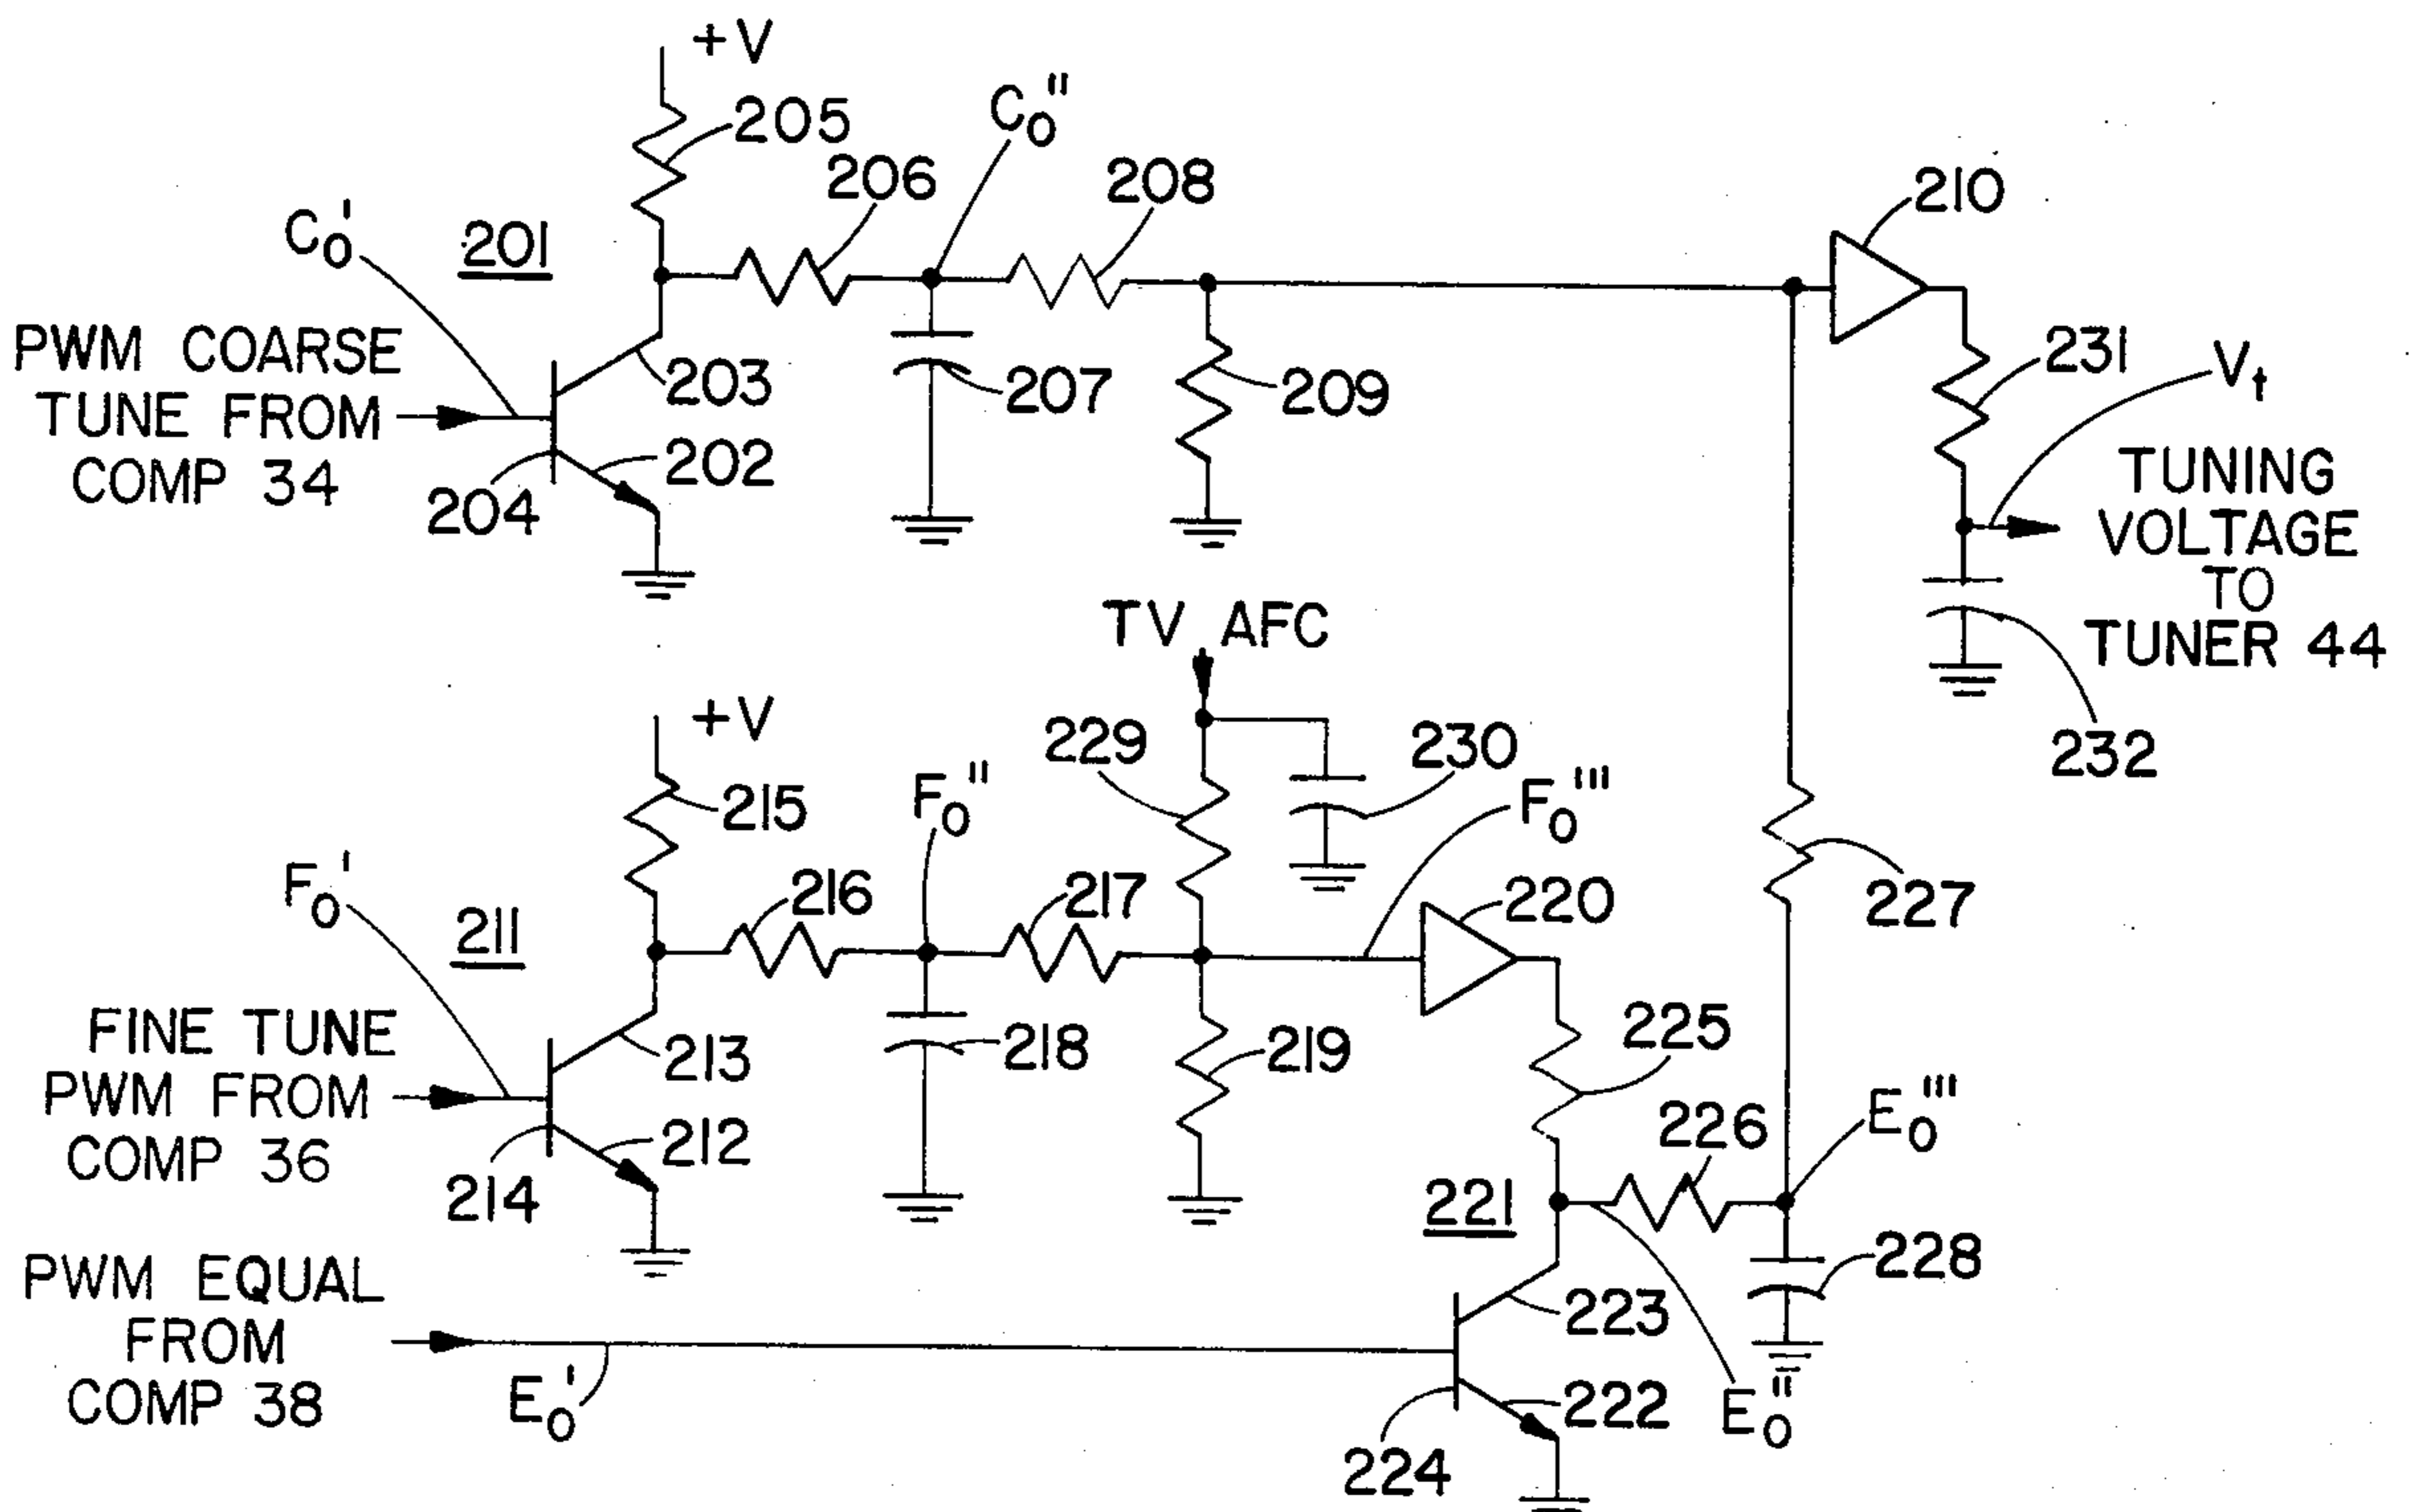 +V
205
C₀''
206
208
210
C₀'
201
PWM COARSE
TUNE FROM
COMP 34
203
207
209
231
Vt
202
204
TUNING
VOLTAGE
TO
TUNER 44
232
TV AFC
+V
229
230
215
F₀''
F₀'''
F₀'
216
217
220
227
211
FINE TUNE
PWM FROM
COMP 36
213
218
219
225
212
214
226
E₀'''
221
228
PWM EQUAL
FROM
COMP 38
223
E₀'
222
E₀''
224